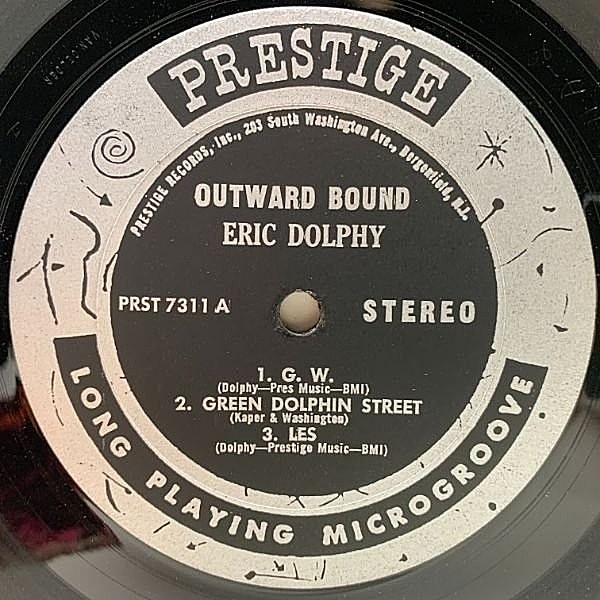 PRESTIGE
PRESTIGE RECORDS, Inc., 203 South Washington Ave., Bergenfield, N.J.
OUTWARD BOUND
ERIC DOLPHY
PRST 7311 A
STEREO
1. G. W.
(Dolphy—Pres Music—BMI)
2. GREEN DOLPHIN STREET
(Kaper & Washington)
3. LES
(Dolphy—Prestige Music—BMI)
LONG PLAYING MICROGROOVE